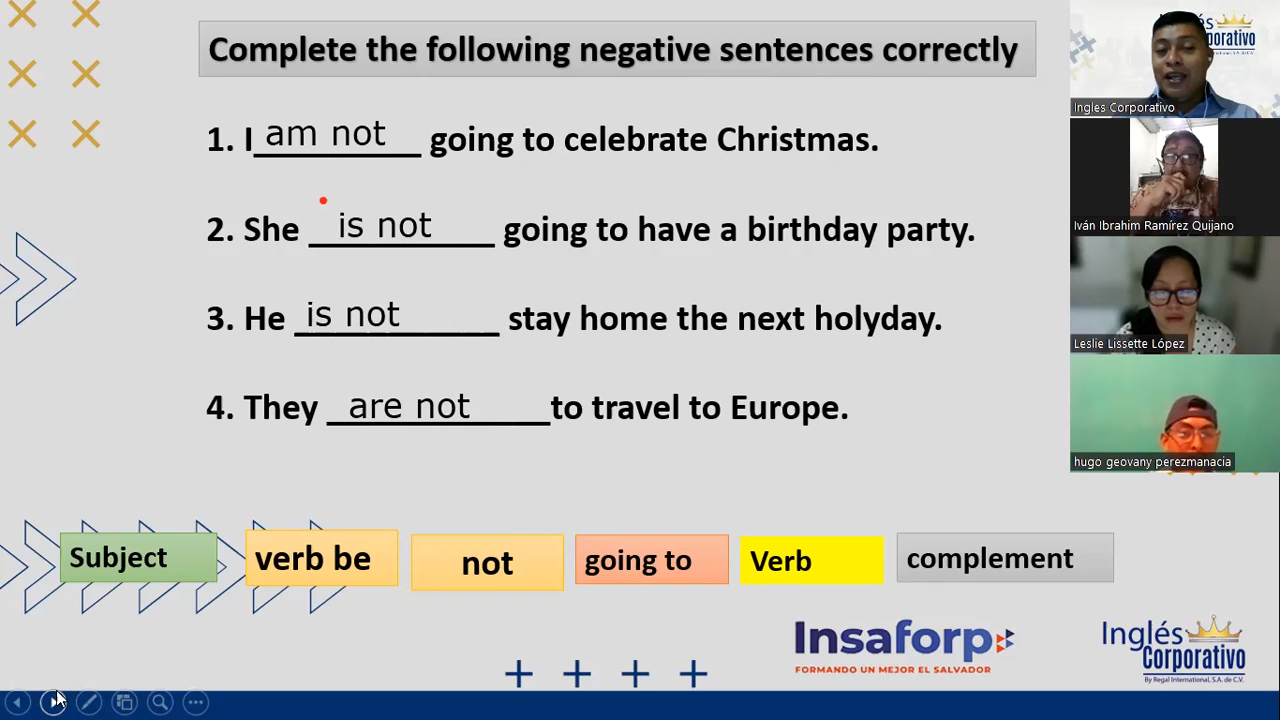 Complete the following negative sentences correctly
1. I am not going to celebrate Christmas.
2. She is not going to have a birthday party.
3. He is not stay home the next holyday.
4. They are not to travel to Europe.
Subject verb be not going to Verb complement
Insaforp
FORMANDO UN MEJOR EL SALVADOR
Inglés
Corporativo
By Regal International, S.A. de C.V.
Inglés
Corporativo
Ingles Corporativo
Iván Ibrahim Ramírez Quijano
Leslie Lissette López
hugo geovany perezmanacia